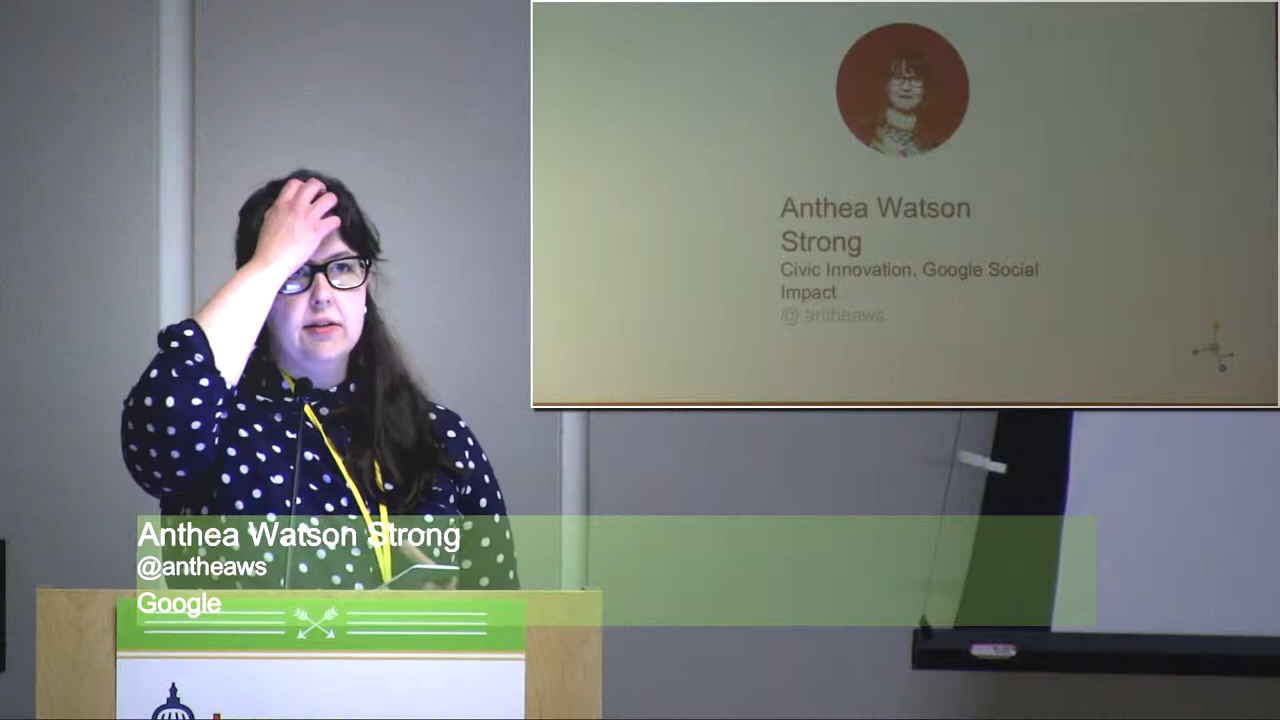 Anthea Watson
Strong
Civic Innovation, Google Social
Impact
@ antheaws
Anthea Watson Strong
@antheaws
Google